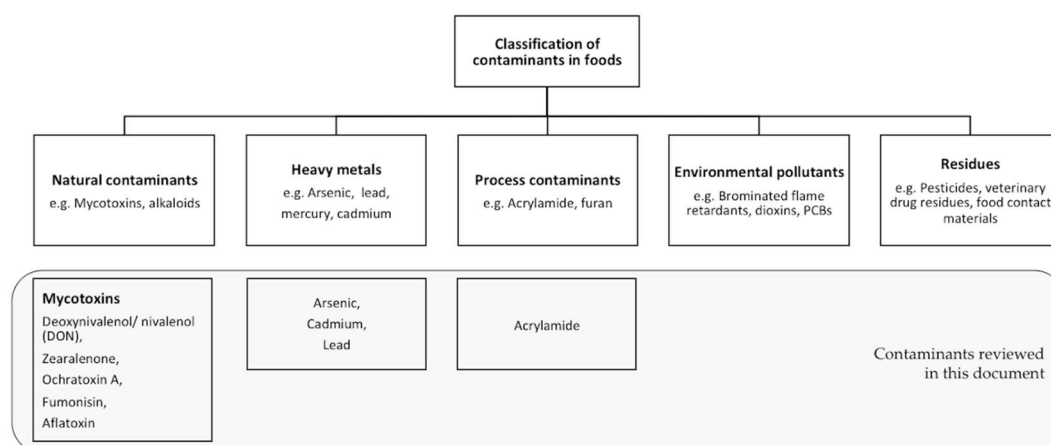 Classification of
contaminants in foods
Natural contaminants
e.g. Mycotoxins, alkaloids
Heavy metals
e.g. Arsenic, lead,
mercury, cadmium
Process contaminants
e.g. Acrylamide, furan
Environmental pollutants
e.g. Brominated flame
retardants, dioxins, PCBs
Residues
e.g. Pesticides, veterinary
drug residues, food contact
materials
Mycotoxins
Deoxynivalenol/ nivalenol
(DON),
Zearalenone,
Ochratoxin A,
Fumonisin,
Aflatoxin
Arsenic,
Cadmium,
Lead
Acrylamide
Contaminants reviewed
in this document